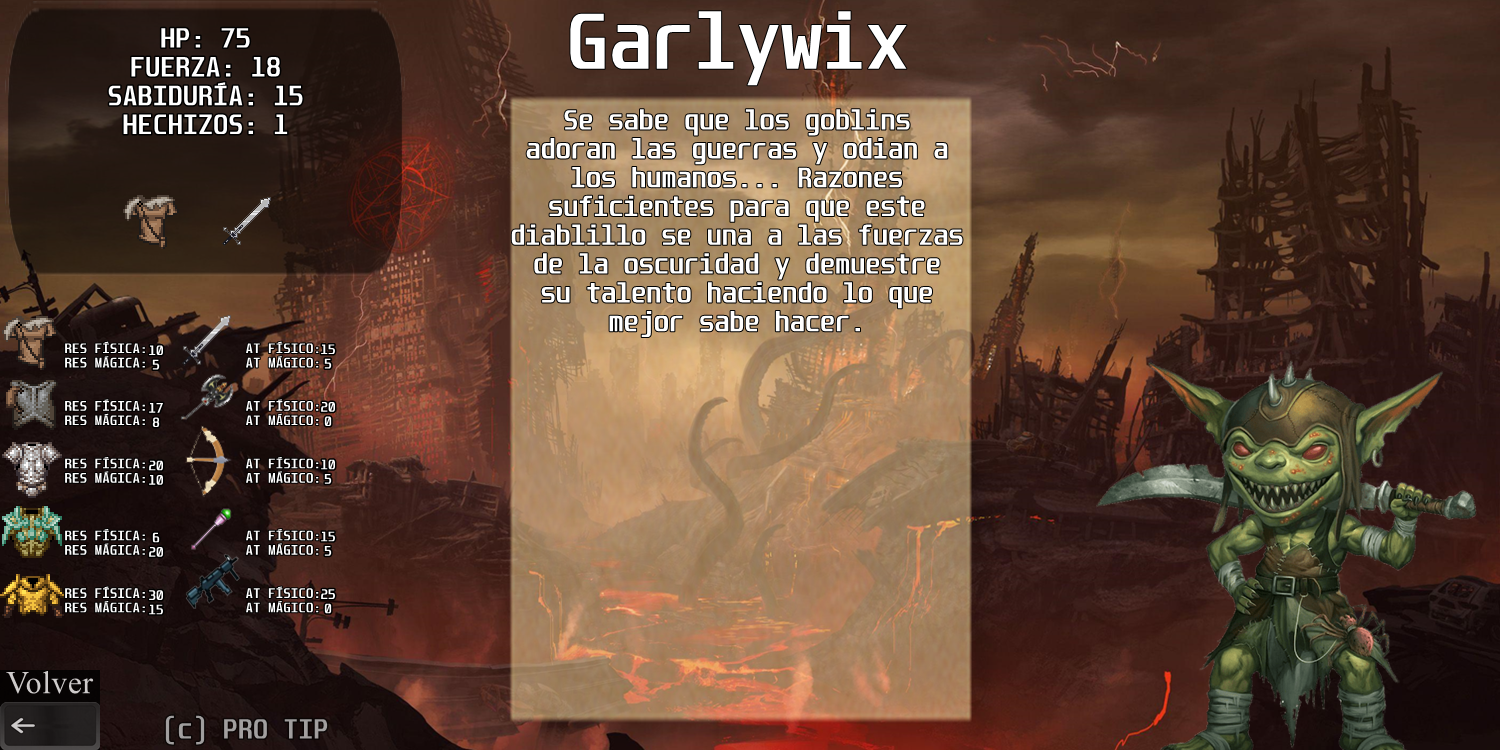 Garlywix
HP: 75
FUERZA: 18
SABIDURÍA: 15
HECHIZOS: 1
Se sabe que los goblins
adoran las guerras y odian a
los humanos... Razones
suficientes para que este
diablillo se una a las fuerzas
de la oscuridad y demuestre
su talento haciendo lo que
mejor sabe hacer.
RES FÍSICA:10 AT FÍSICO:15
RES MÁGICA: 5 AT MÁGICO: 5
RES FÍSICA:17 AT FÍSICO:20
RES MÁGICA: 8 AT MÁGICO: 0
RES FÍSICA:20 AT FÍSICO:10
RES MÁGICA:10 AT MÁGICO: 5
RES FÍSICA: 6 AT FÍSICO:15
RES MÁGICA:20 AT MÁGICO: 5
RES FÍSICA:30 AT FÍSICO:25
RES MÁGICA:15 AT MÁGICO: 0
Volver
(c) PRO TIP